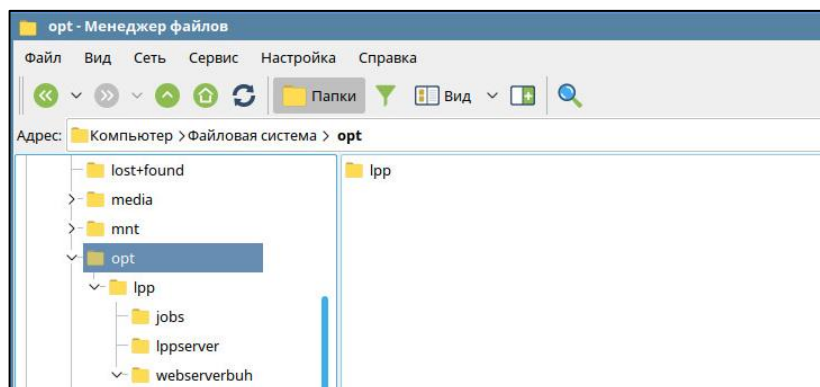 opt - Менеджер файлов
Файл Вид Сеть Сервис Настройка Справка
Папки Вид
Адрес: Компьютер > Файловая система > opt
lost+found
lpp
media
mnt
opt
lpp
jobs
lppserver
webserverbuh